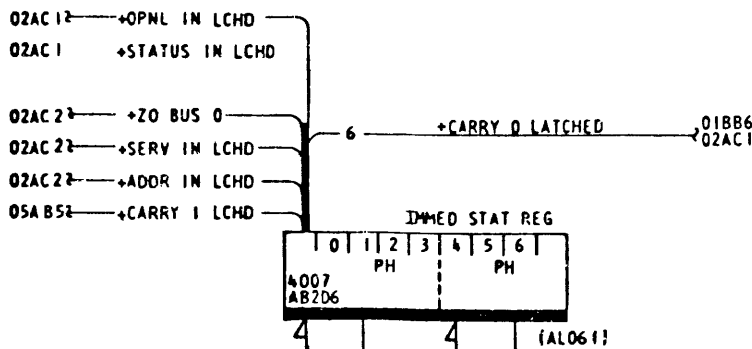 02AC1 +OPNL IN LCHD
02AC1 +STATUS IN LCHD
02AC2 +ZO BUS 0
02AC2 +SERV IN LCHD
02AC2 +ADDR IN LCHD
05AB5 +CARRY 1 LCHD
6 +CARRY 0 LATCHED 01BB6
02AC1
IMMED STAT REG
0 1 2 3 4 5 6
PH PH
4007
AB2D6
(AL061)